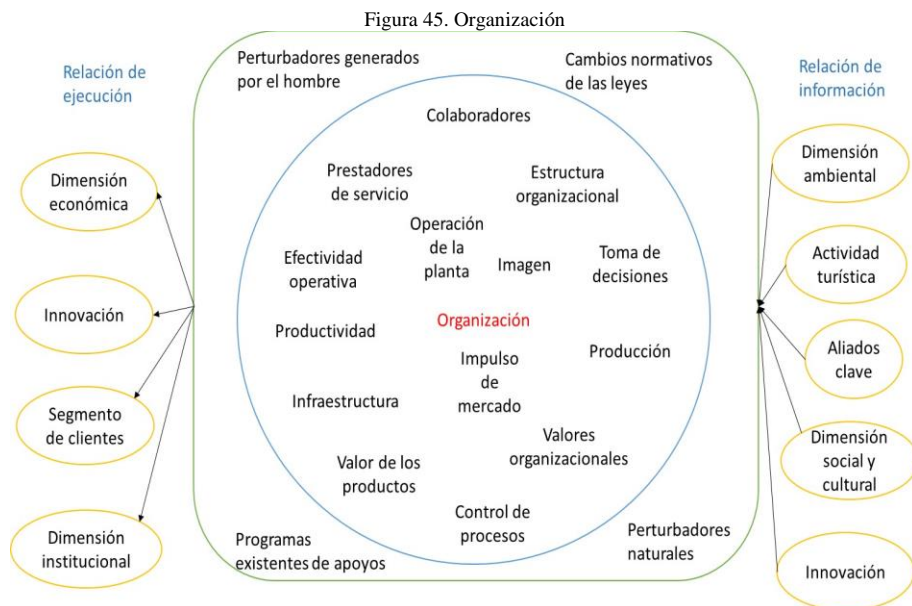 Figura 45. Organización
Relación de
ejecución
Dimensión
económica
Innovación
Segmento
de clientes
Dimensión
institucional
Perturbadores generados
por el hombre
Cambios normativos
de las leyes
Colaboradores
Prestadores
de servicio
Estructura
organizacional
Operación
de la
planta
Imagen
Efectividad
operativa
Toma de
decisiones
Productividad
Organización
Producción
Impulso
de
mercado
Infraestructura
Valores
organizacionales
Valor de los
productos
Control de
procesos
Programas
existentes de apoyos
Perturbadores
naturales
Relación de
información
Dimensión
ambiental
Actividad
turística
Aliados
clave
Dimensión
social y
cultural
Innovación